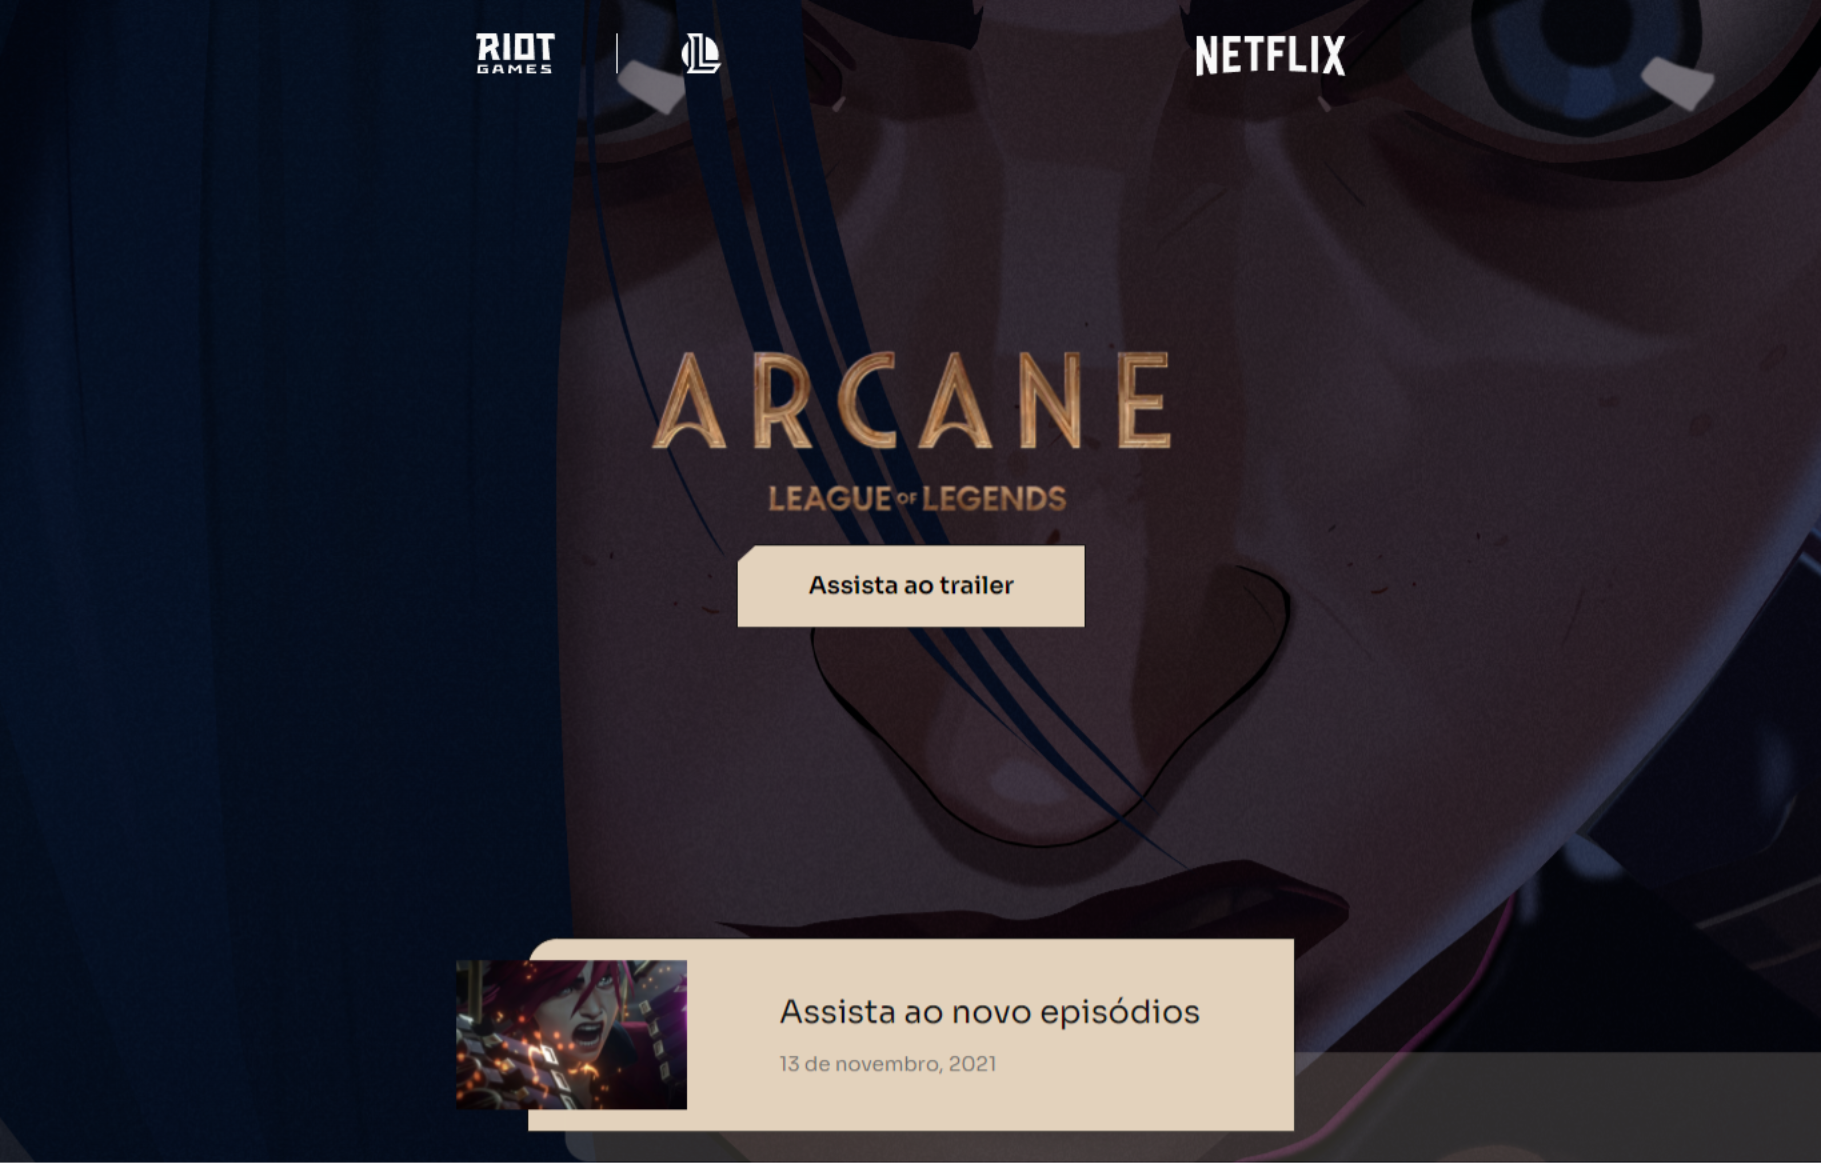 RIOT
GAMES
NETFLIX
ARCANE
LEAGUE OF LEGENDS
Assista ao trailer
Assista ao novo episódios
13 de novembro, 2021